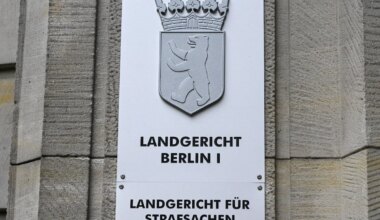 LANDGERICHT
BERLIN I
LANDGERICHT FÜR
STRAFSACHEN